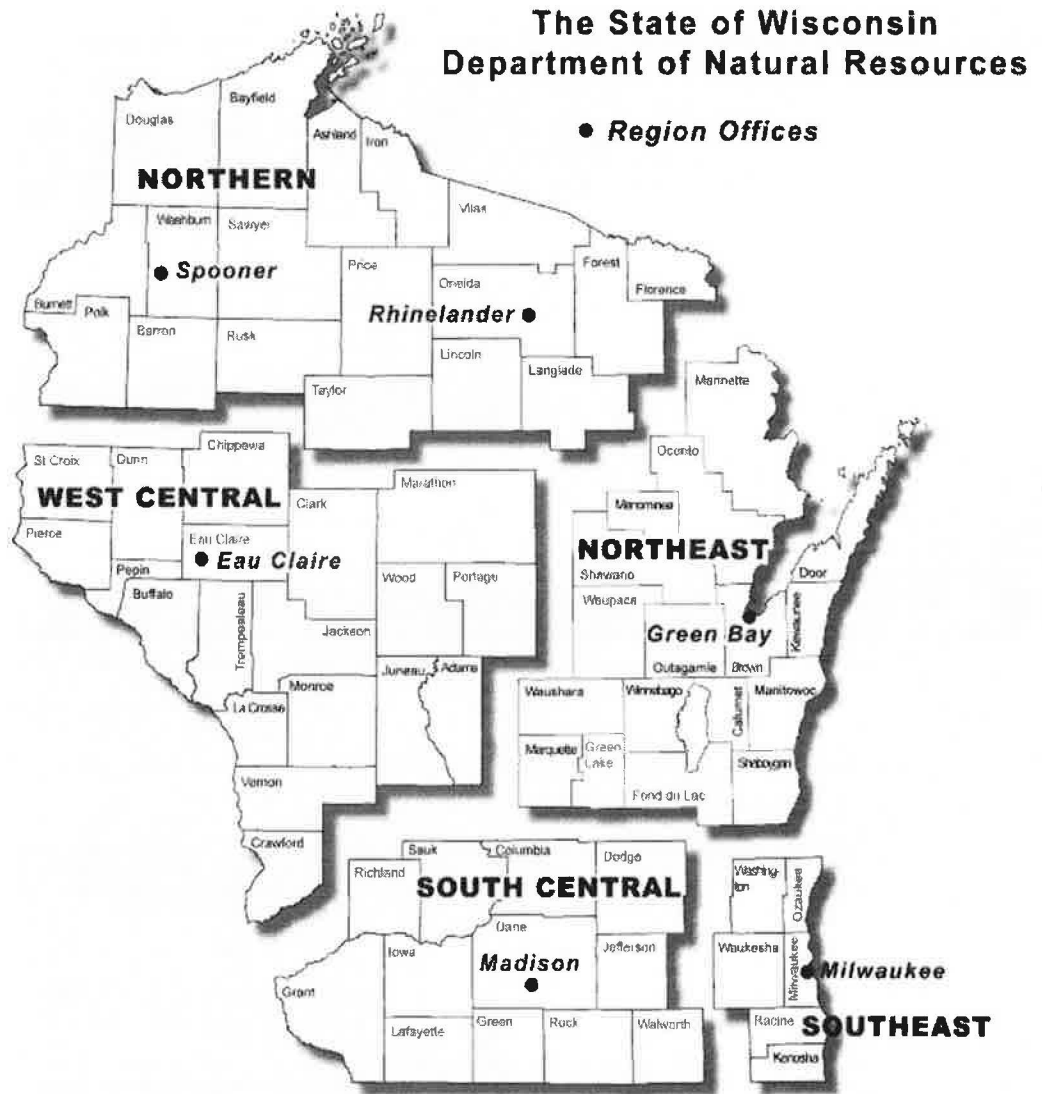 The State of Wisconsin
Department of Natural Resources
● Region Offices
Douglas
Bayfield
Ashland
Iron
NORTHERN
Vilas
Washburn
Sawyer
Spooner
Price
Forest
Florence
Oneida
Rhinelander
Burnett
Polk
Barron
Rusk
Lincoln
Langlade
Taylor
Marinette
Chippewa
St Croix
Dunn
WEST CENTRAL
Clark
Marathon
Pierce
Eau Claire
Eau Claire
Pepin
Buffalo
Trempealeau
Wood
Portage
Jackson
Juneau
Adams
Monroe
La Crosse
Vernon
Crawford
Oconto
Menominee
NORTHEAST
Shawano
Waupaca
Door
Kewaunee
Green Bay
Outagamie
Brown
Waushara
Winnebago
Calumet
Manitowoc
Marquette
Green
Lake
Fond du Lac
Sheboygan
Sauk
Columbia
Dodge
Richland
SOUTH CENTRAL
Dane
Iowa
Jefferson
Madison
Grant
Lafayette
Green
Rock
Walworth
Washing-
ton
Ozaukee
Waukesha
Milwaukee
Milwaukee
Racine
SOUTHEAST
Kenosha